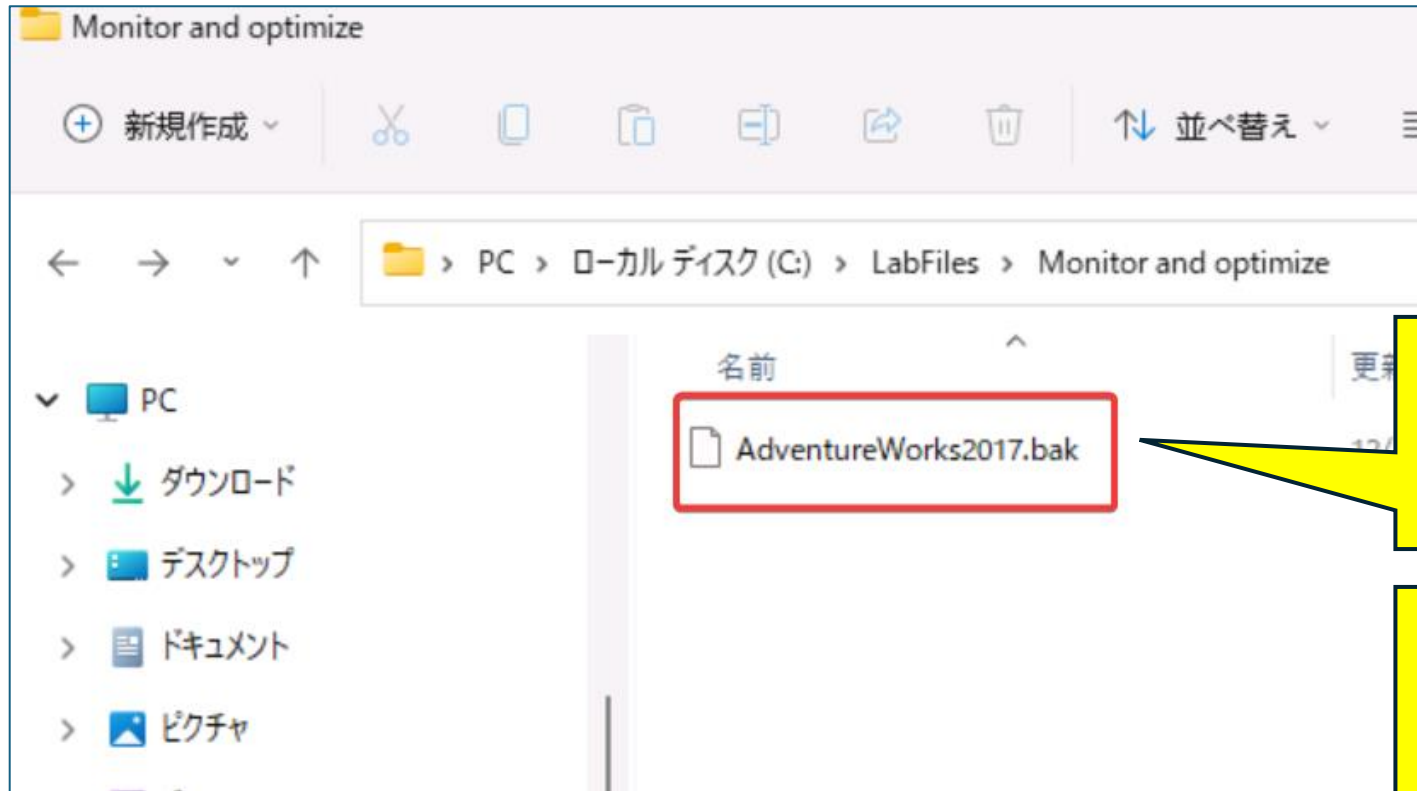 Monitor and optimize
新規作成
並べ替え
PC > ローカル ディスク (C:) > LabFiles > Monitor and optimize
名前
PC
AdventureWorks2017.bak
ダウンロード
デスクトップ
ドキュメント
ピクチャ